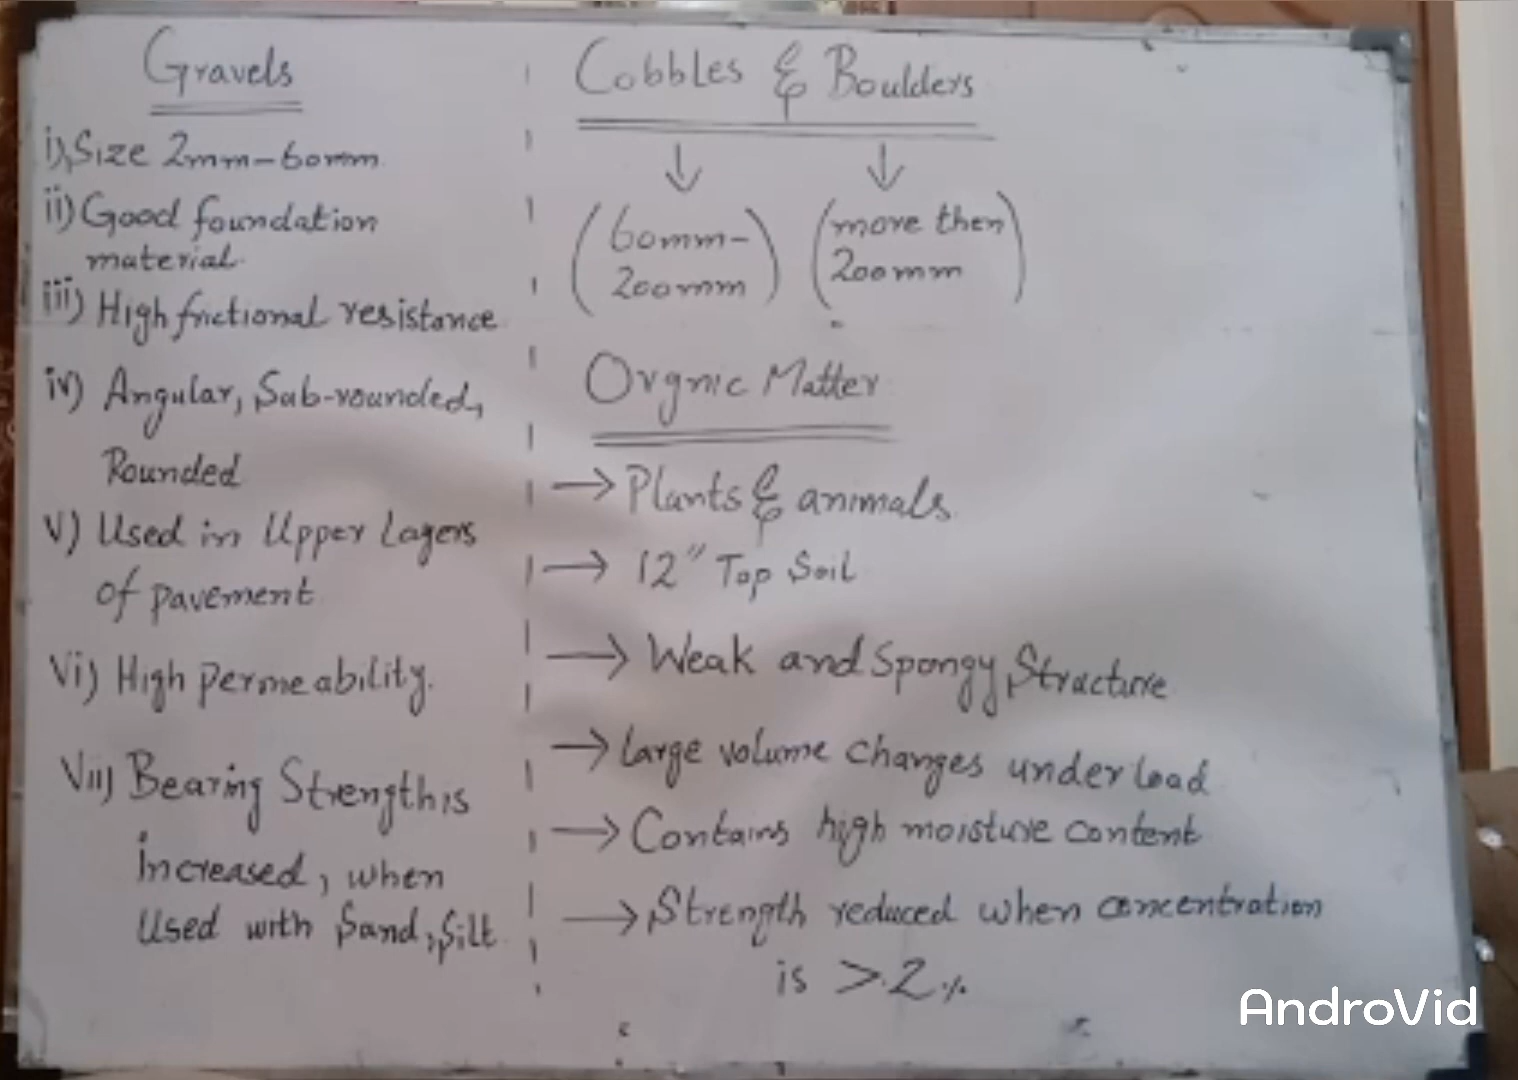 Gravels
i) Size 2mm-60mm
ii) Good foundation
material
iii) High frictional resistance
iv) Angular, Sub-rounded,
Rounded
v) Used in Upper Layers
of pavement
vi) High permeability.
vii) Bearing Strength is
increased, when
Used with Sand, Silt
Cobbles & Boulders
↓ ↓
(60mm- (more then
200mm) 200mm)
Orgnic Matter
→ Plants & animals
→ 12" Top Soil
→ Weak and Spongy Structure
→ large volume changes under load
→ Contains high moisture content
→ Strength reduced when concentration
is > 2%
AndroVid